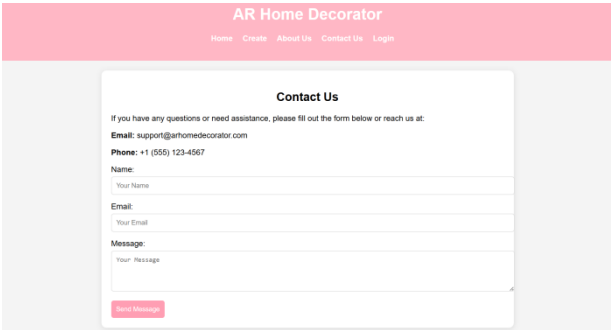 AR Home Decorator
Home Create About Us Contact Us Login
Contact Us
If you have any questions or need assistance, please fill out the form below or reach us at:
Email: support@arhomedecorator.com
Phone: +1 (555) 123-4567
Name:
Your Name
Email:
Your Email
Message:
Your Message
Send Message